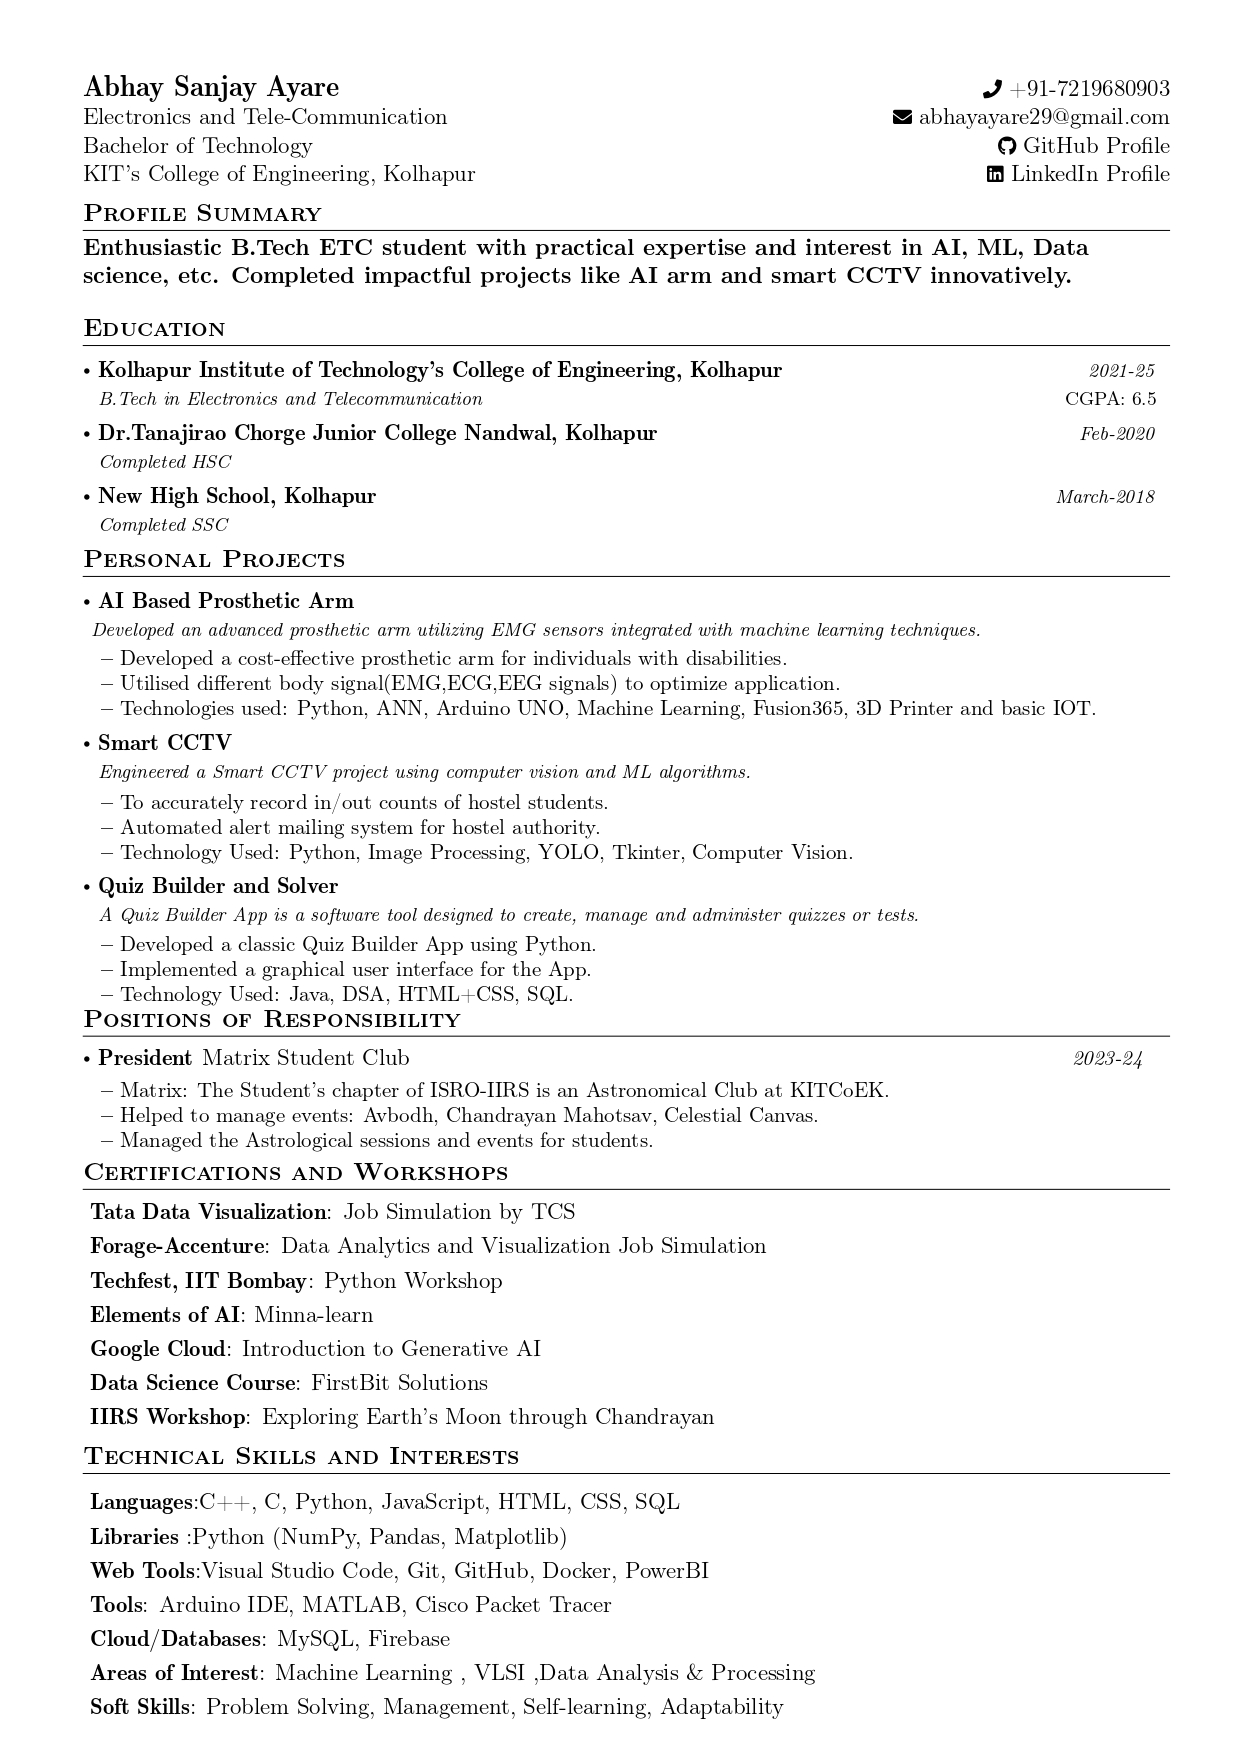 Abhay Sanjay Ayare
+91-7219680903
Electronics and Tele-Communication
abhayayare29@gmail.com
Bachelor of Technology
GitHub Profile
KIT's College of Engineering, Kolhapur
LinkedIn Profile
Profile Summary
Enthusiastic B.Tech ETC student with practical expertise and interest in AI, ML, Data
science, etc. Completed impactful projects like AI arm and smart CCTV innovatively.
Education
• Kolhapur Institute of Technology's College of Engineering, Kolhapur 2021-25
B.Tech in Electronics and Telecommunication CGPA: 6.5
• Dr.Tanajirao Chorge Junior College Nandwal, Kolhapur Feb-2020
Completed HSC
• New High School, Kolhapur March-2018
Completed SSC
Personal Projects
• AI Based Prosthetic Arm
Developed an advanced prosthetic arm utilizing EMG sensors integrated with machine learning techniques.
– Developed a cost-effective prosthetic arm for individuals with disabilities.
– Utilised different body signal(EMG,ECG,EEG signals) to optimize application.
– Technologies used: Python, ANN, Arduino UNO, Machine Learning, Fusion365, 3D Printer and basic IOT.
• Smart CCTV
Engineered a Smart CCTV project using computer vision and ML algorithms.
– To accurately record in/out counts of hostel students.
– Automated alert mailing system for hostel authority.
– Technology Used: Python, Image Processing, YOLO, Tkinter, Computer Vision.
• Quiz Builder and Solver
A Quiz Builder App is a software tool designed to create, manage and administer quizzes or tests.
– Developed a classic Quiz Builder App using Python.
– Implemented a graphical user interface for the App.
– Technology Used: Java, DSA, HTML+CSS, SQL.
Positions of Responsibility
• President Matrix Student Club 2023-24
– Matrix: The Student's chapter of ISRO-IIRS is an Astronomical Club at KITCoEK.
– Helped to manage events: Avbodh, Chandrayan Mahotsav, Celestial Canvas.
– Managed the Astrological sessions and events for students.
Certifications and Workshops
Tata Data Visualization: Job Simulation by TCS
Forage-Accenture: Data Analytics and Visualization Job Simulation
Techfest, IIT Bombay: Python Workshop
Elements of AI: Minna-learn
Google Cloud: Introduction to Generative AI
Data Science Course: FirstBit Solutions
IIRS Workshop: Exploring Earth's Moon through Chandrayan
Technical Skills and Interests
Languages:C++, C, Python, JavaScript, HTML, CSS, SQL
Libraries :Python (NumPy, Pandas, Matplotlib)
Web Tools:Visual Studio Code, Git, GitHub, Docker, PowerBI
Tools: Arduino IDE, MATLAB, Cisco Packet Tracer
Cloud/Databases: MySQL, Firebase
Areas of Interest: Machine Learning , VLSI ,Data Analysis & Processing
Soft Skills: Problem Solving, Management, Self-learning, Adaptability